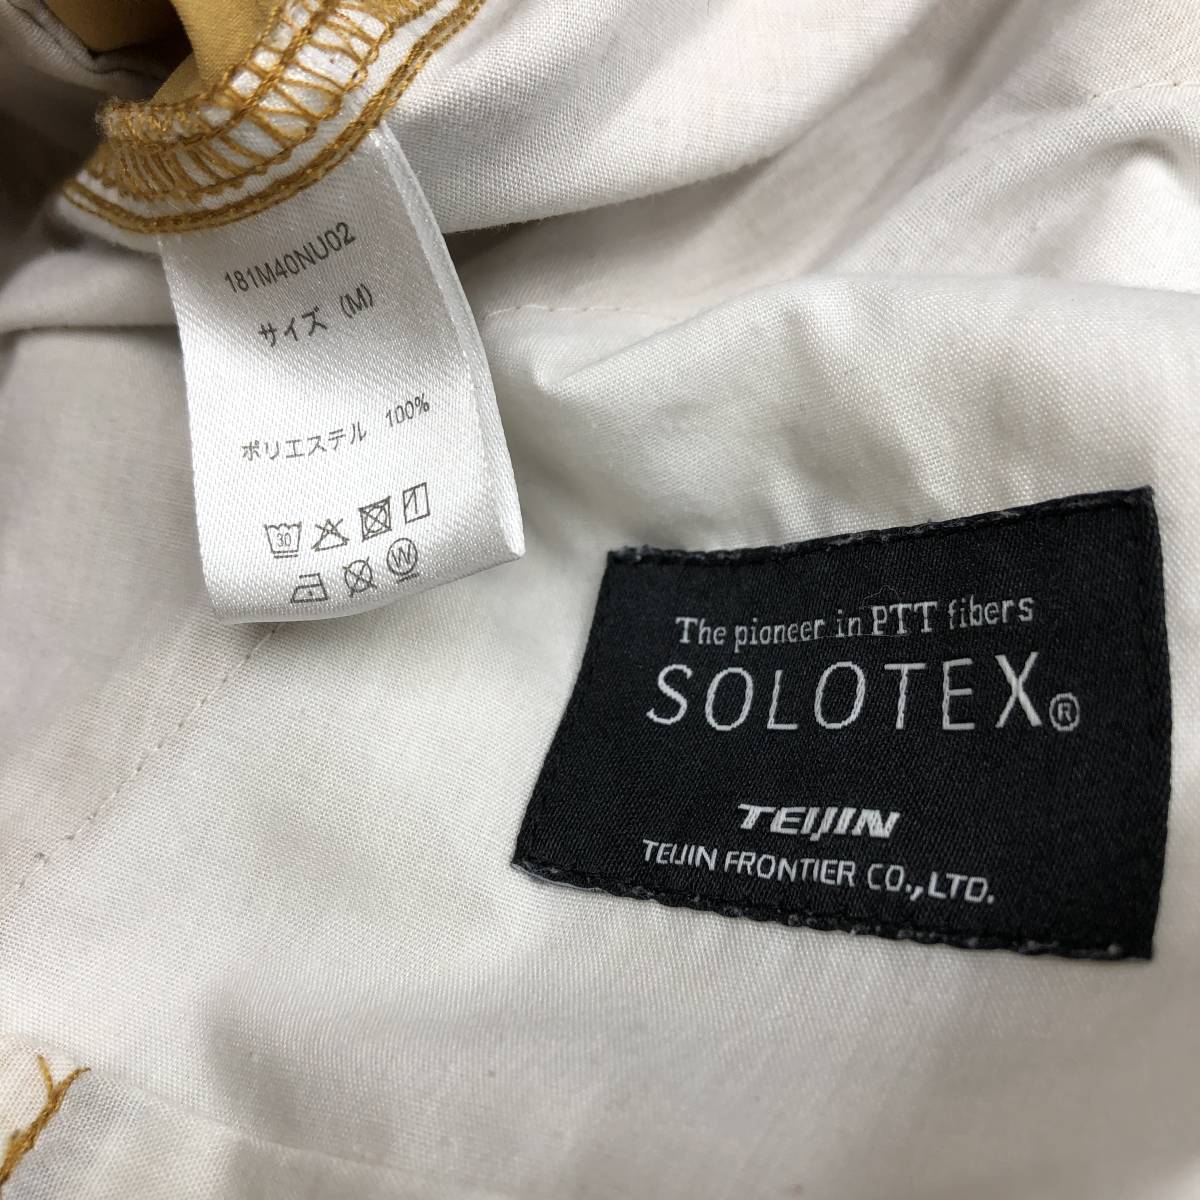 181M40NU02
サイズ (M)
ポリエステル 100%
30
W
The pioneer in PTT fibers
SOLOTEX®
TEIJIN
TEIJIN FRONTIER CO., LTD.